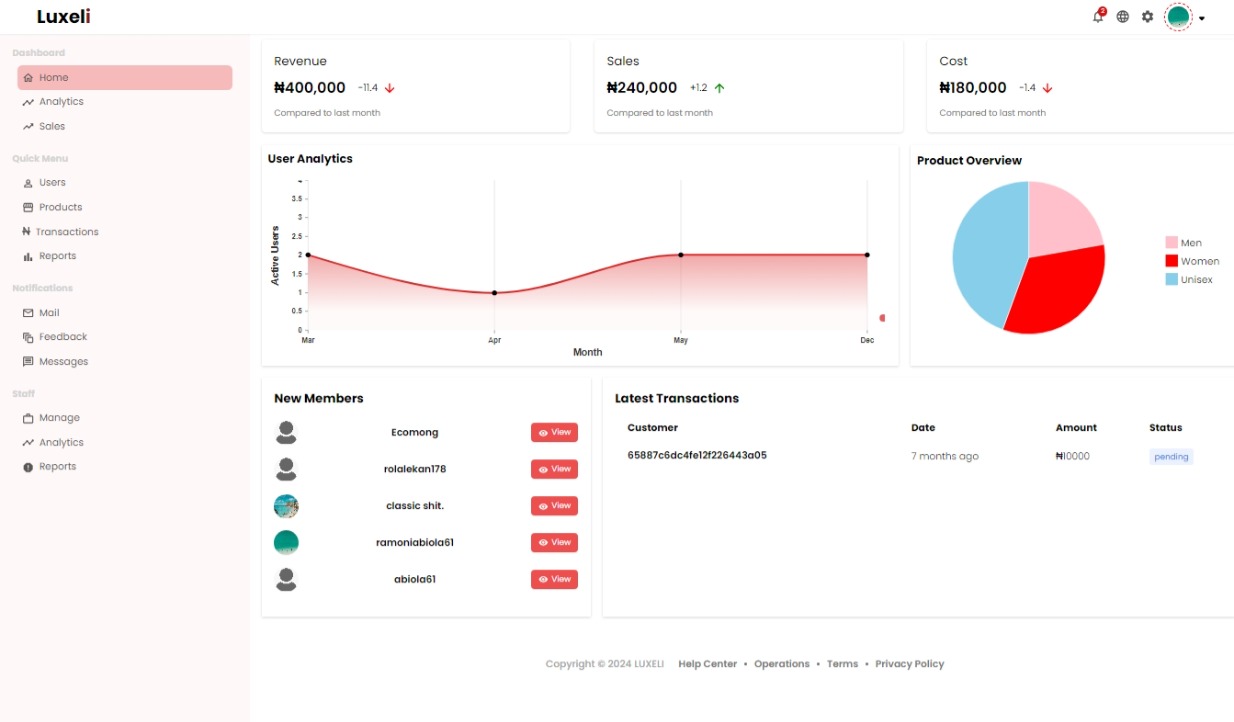 Luxeli
2
Dashboard
Home
Analytics
Sales
Quick Menu
Users
Products
₦ Transactions
Reports
Notifications
Mail
Feedback
Messages
Staff
Manage
Analytics
Reports
Revenue
₦400,000 -11.4
Compared to last month
Sales
₦240,000 +1.2
Compared to last month
Cost
₦180,000 -1.4
Compared to last month
User Analytics
Active Users
4
3.5
3
2.5
2
1.5
1
0.5
0
Mar Apr May Dec
Month
Product Overview
Men
Women
Unisex
New Members
Ecomong View
rolalekan178 View
classic shit. View
ramoniabiola61 View
abiola61 View
Latest Transactions
Customer Date Amount Status
65887c6dc4fe12f226443a05 7 months ago ₦10000 pending
Copyright © 2024 LUXELI Help Center • Operations • Terms • Privacy Policy